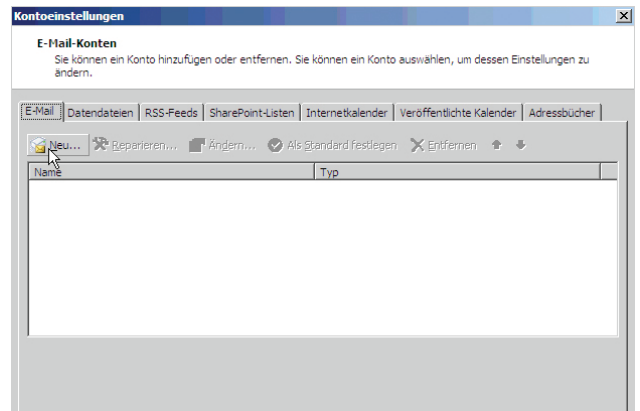 Kontoeinstellungen
E-Mail-Konten
Sie können ein Konto hinzufügen oder entfernen. Sie können ein Konto auswählen, um dessen Einstellungen zu
ändern.
E-Mail Datendateien RSS-Feeds SharePoint-Listen Internetkalender Veröffentlichte Kalender Adressbücher
Neu... Reparieren... Ändern... Als Standard festlegen Entfernen
Name Typ